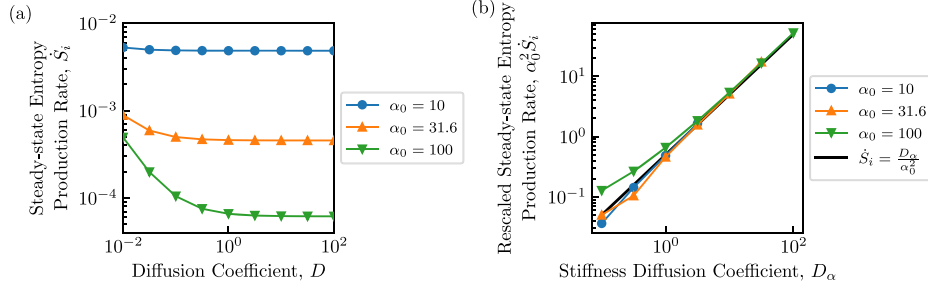 (a)
Steady-state Entropy
Production Rate, Ṡ_i
10^{-2}
10^{-3}
10^{-4}
10^{-2}
10^{0}
10^{2}
Diffusion Coefficient, D
α_0 = 10
α_0 = 31.6
α_0 = 100
(b)
Rescaled Steady-state Entropy
Production Rate, α_0^2 Ṡ_i
10^{1}
10^{0}
10^{-1}
10^{0}
10^{2}
Stiffness Diffusion Coefficient, D_α
α_0 = 10
α_0 = 31.6
α_0 = 100
Ṡ_i = D_α/α_0^2